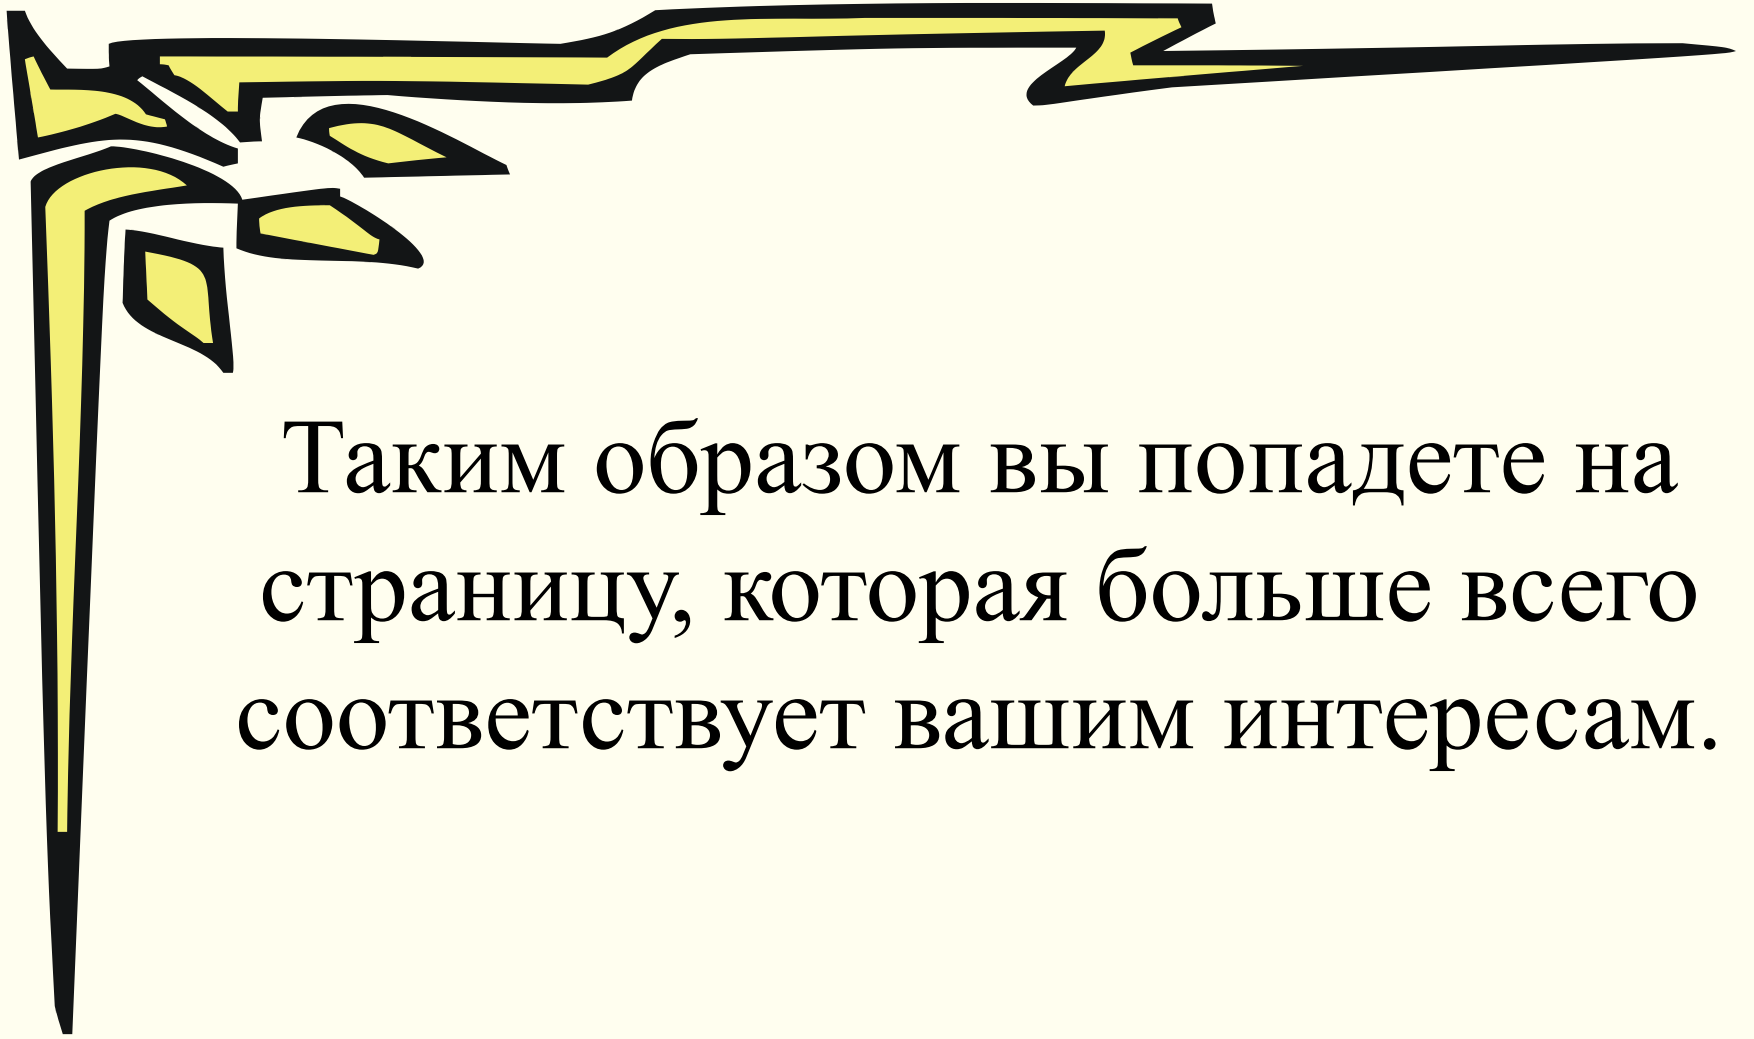 Таким образом вы попадете на
страницу, которая больше всего
соответствует вашим интересам.